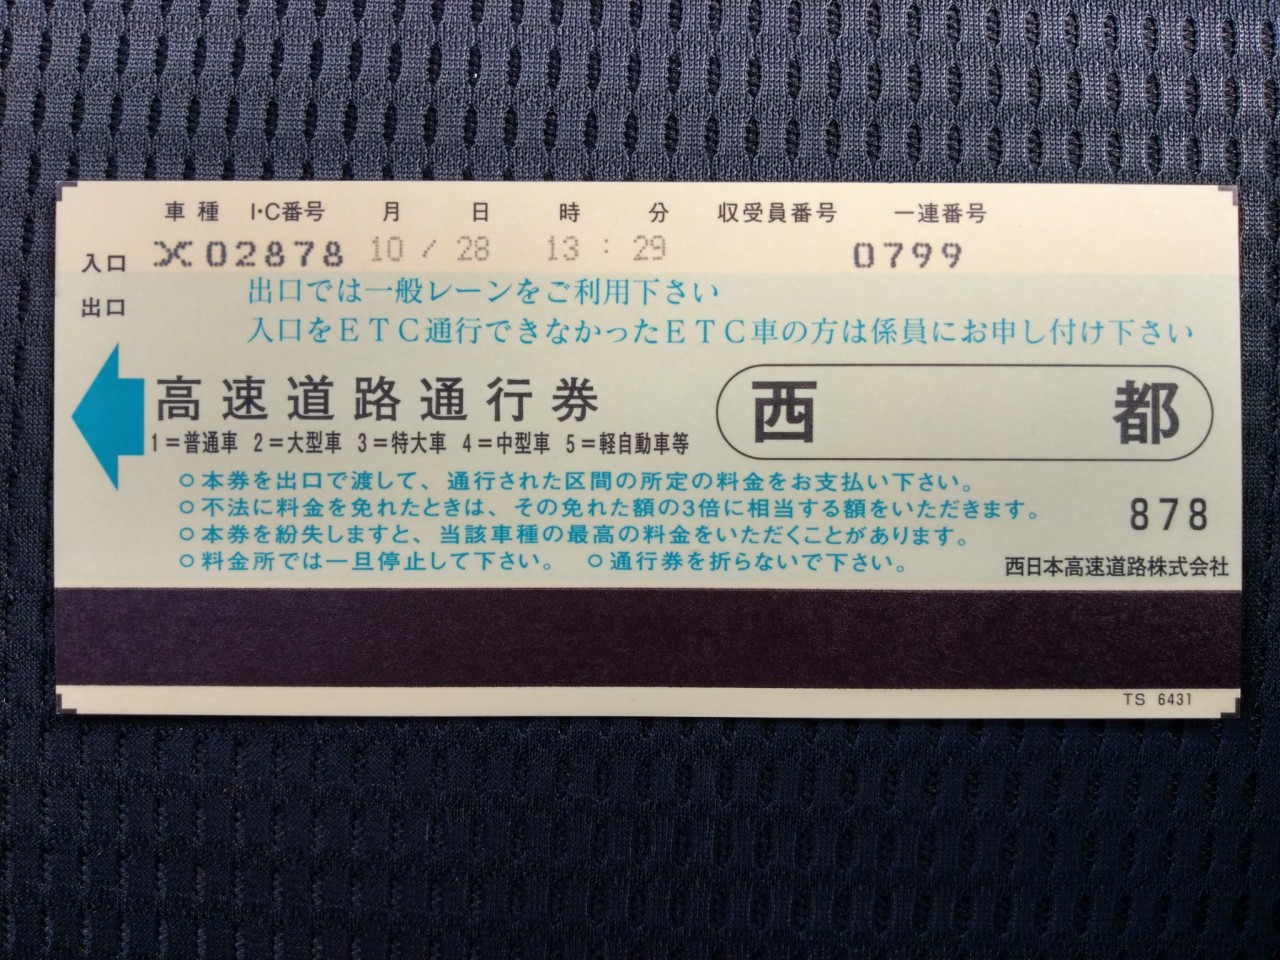 車種 I・C番号 月 日 時 分 収受員番号 一連番号
入口 X02878 10 / 28 13 : 29 0799
出口
出口では一般レーンをご利用下さい
入口をETC通行できなかったETC車の方は係員にお申し付け下さい
高速道路通行券 西都
1=普通車 2=大型車 3=特大車 4=中型車 5=軽自動車等
○本券を出口で渡して、通行された区間の所定の料金をお支払い下さい。
○不法に料金を免れたときは、その免れた額の3倍に相当する額をいただきます。
878
○本券を紛失しますと、当該車種の最高の料金をいただくことがあります。
○料金所では一旦停止して下さい。 ○通行券を折らないで下さい。
西日本高速道路株式会社
TS 6431